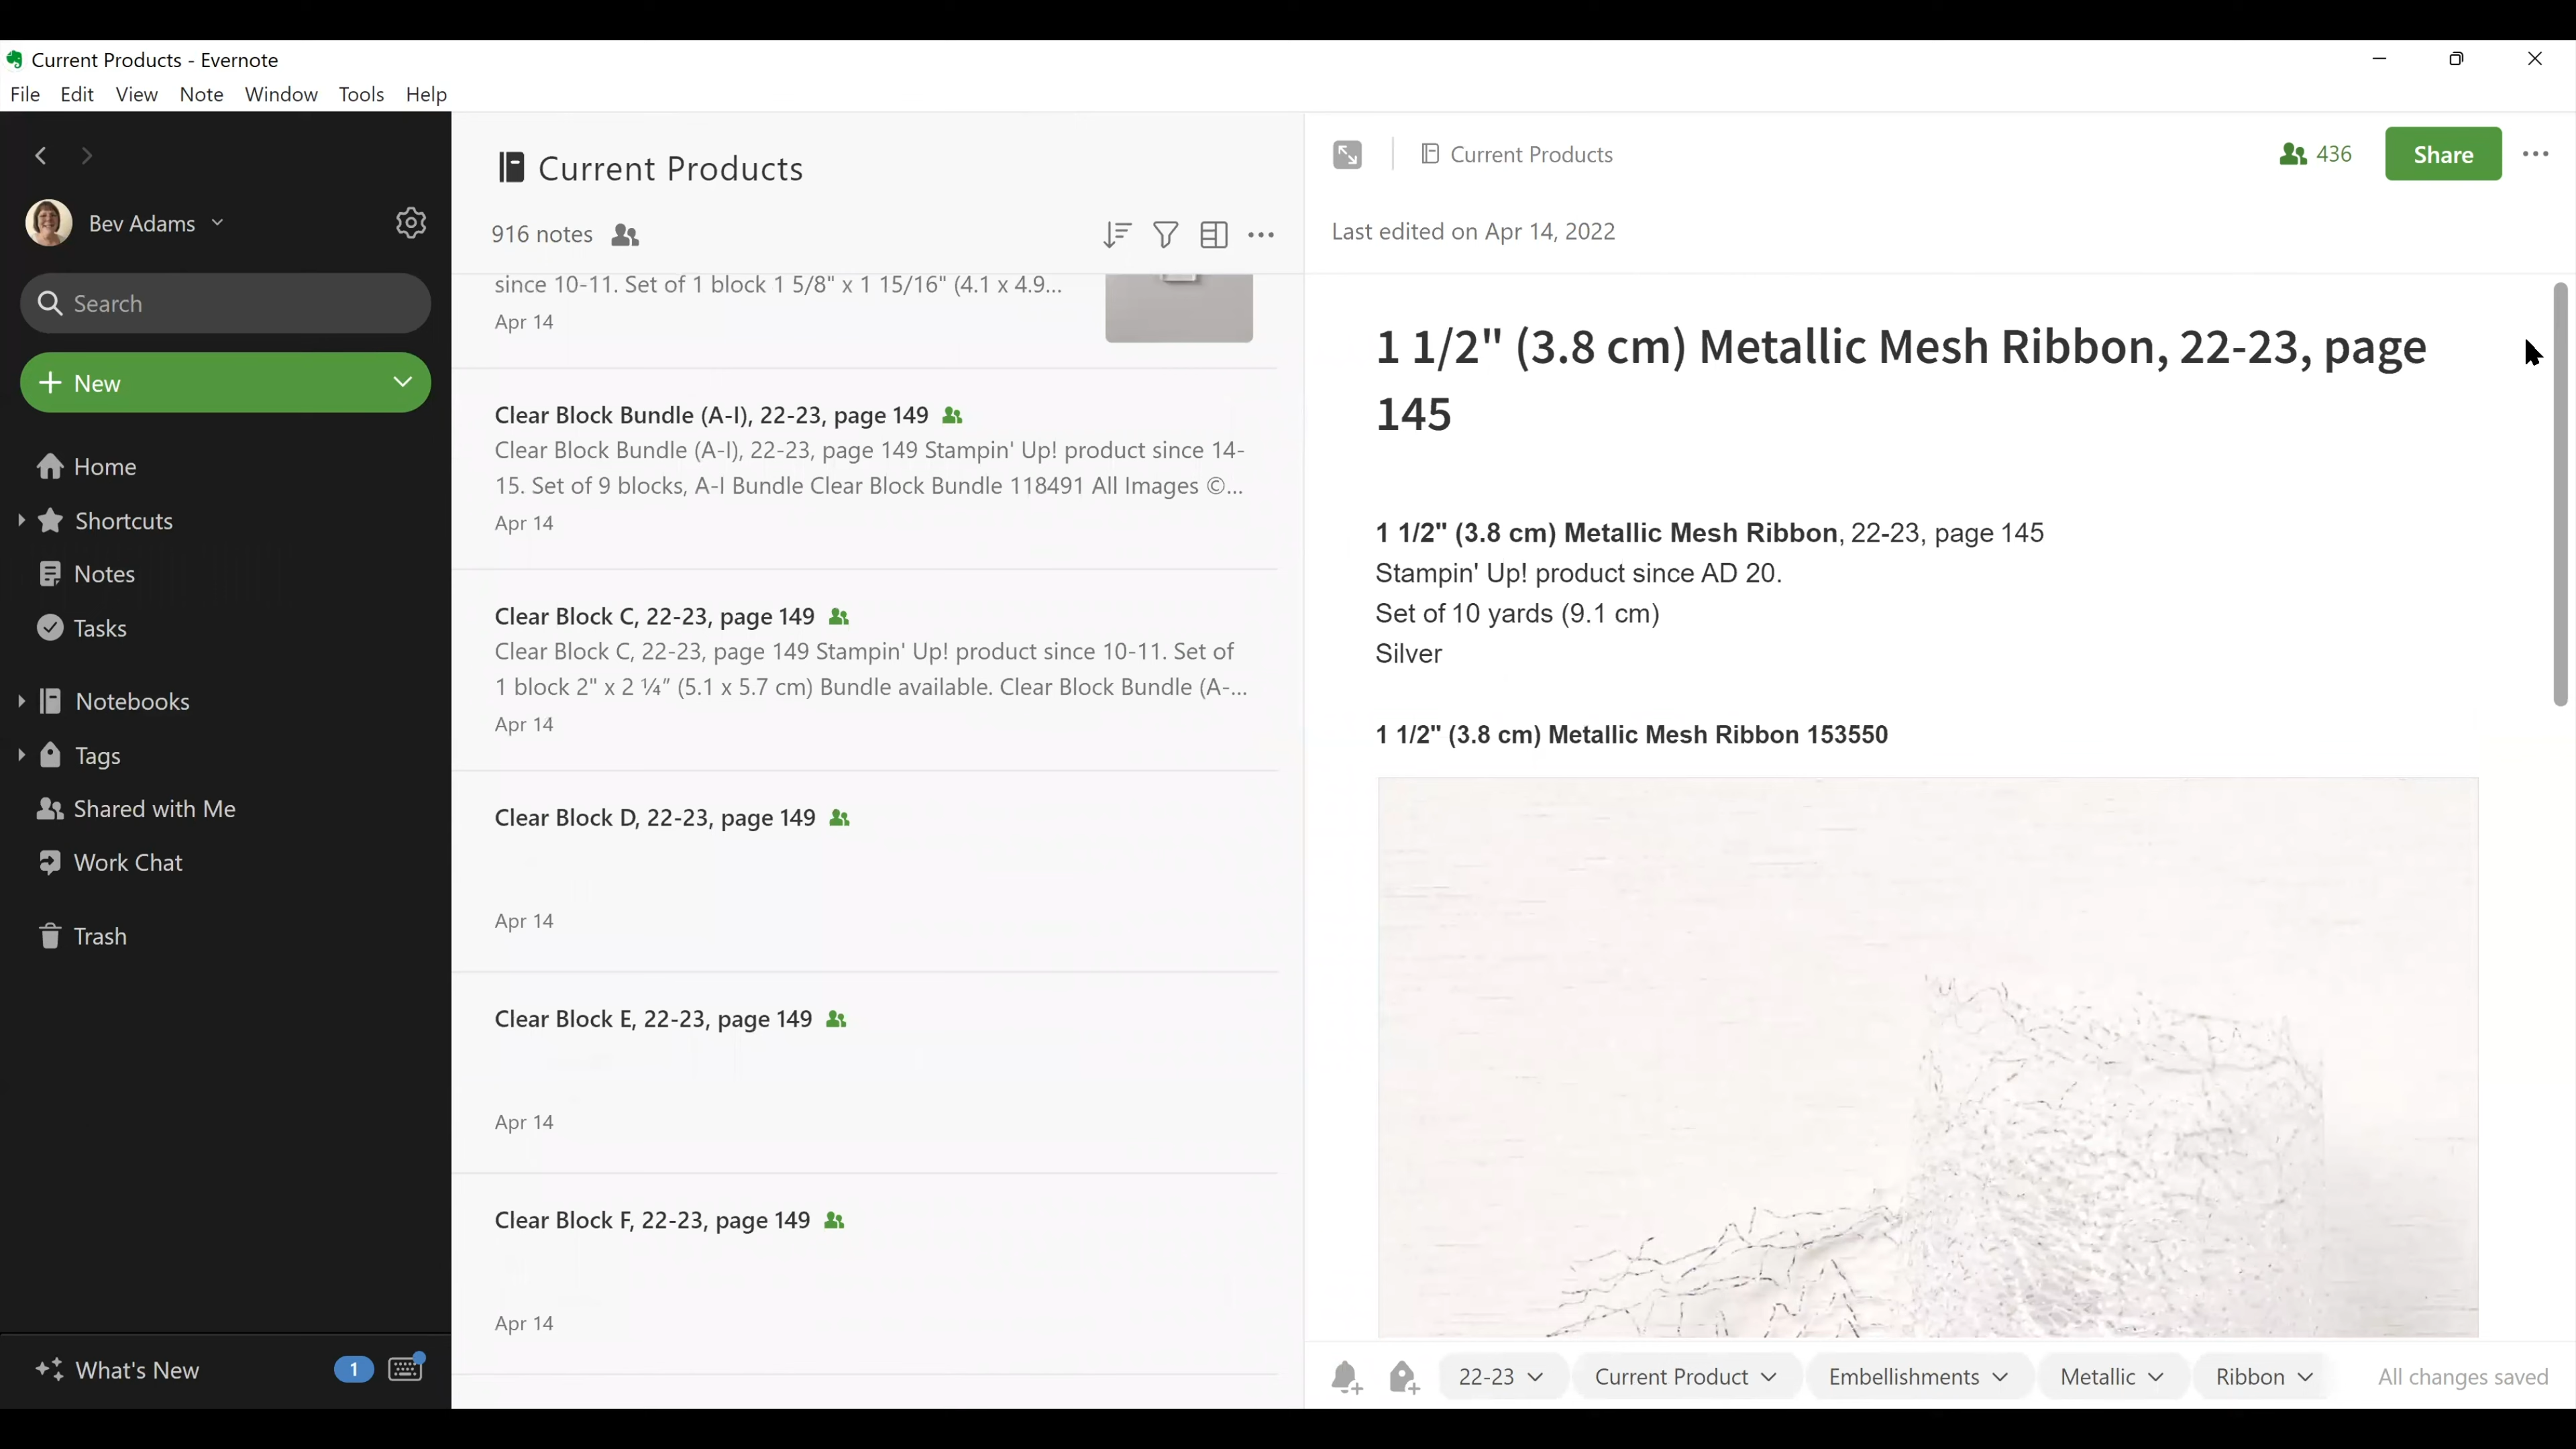 Current Products - Evernote
File Edit View Note Window Tools Help
Bev Adams
Search
New
Home
Shortcuts
Notes
Tasks
Notebooks
Tags
Shared with Me
Work Chat
Trash
What's New 1
Current Products
916 notes
since 10-11. Set of 1 block 1 5/8" x 1 15/16" (4.1 x 4.9...
Apr 14
Clear Block Bundle (A-I), 22-23, page 149
Clear Block Bundle (A-I), 22-23, page 149 Stampin' Up! product since 14-
15. Set of 9 blocks, A-I Bundle Clear Block Bundle 118491 All Images ©...
Apr 14
Clear Block C, 22-23, page 149
Clear Block C, 22-23, page 149 Stampin' Up! product since 10-11. Set of
1 block 2" x 2 ¼” (5.1 x 5.7 cm) Bundle available. Clear Block Bundle (A-...
Apr 14
Clear Block D, 22-23, page 149
Apr 14
Clear Block E, 22-23, page 149
Apr 14
Clear Block F, 22-23, page 149
Apr 14
Current Products
436 Share
Last edited on Apr 14, 2022
1 1/2" (3.8 cm) Metallic Mesh Ribbon, 22-23, page
145
1 1/2" (3.8 cm) Metallic Mesh Ribbon, 22-23, page 145
Stampin' Up! product since AD 20.
Set of 10 yards (9.1 cm)
Silver
1 1/2" (3.8 cm) Metallic Mesh Ribbon 153550
22-23 Current Product Embellishments Metallic Ribbon All changes saved